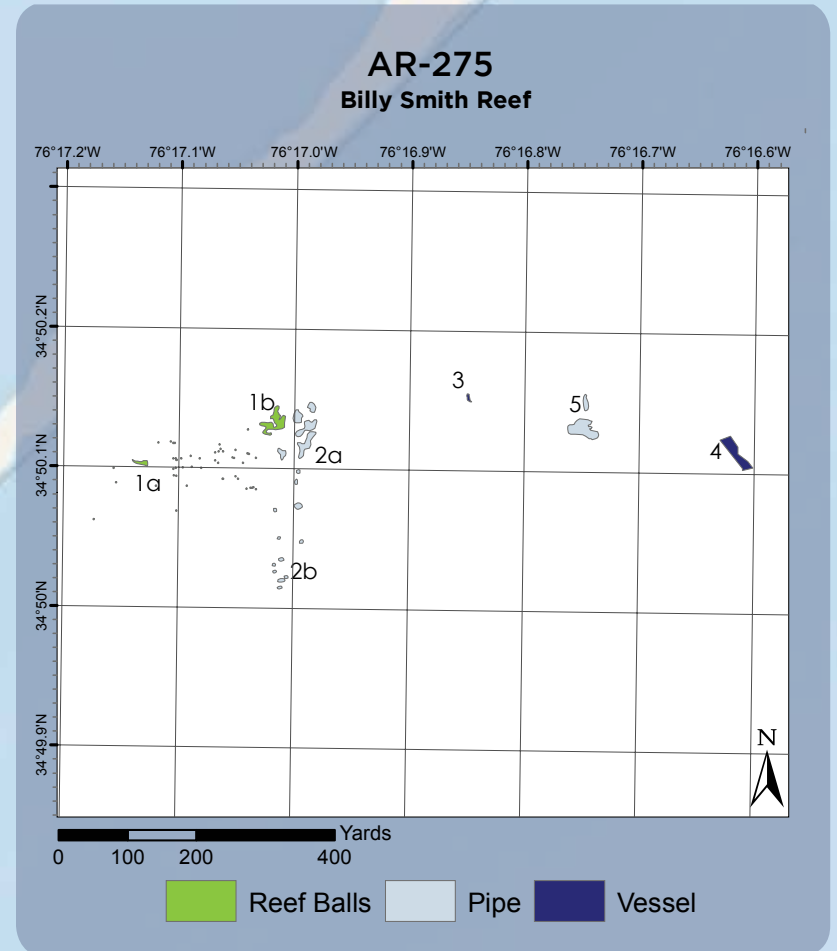 AR-275
Billy Smith Reef
76°17.2'W 76°17.1'W 76°17.0'W 76°16.9'W 76°16.8'W 76°16.7'W 76°16.6'W
34°50.2'N
34°50.1'N
34°50'N
34°49.9'N
3
1b
5
2a
4
1a
2b
N
Yards
0 100 200 400
Reef Balls Pipe Vessel